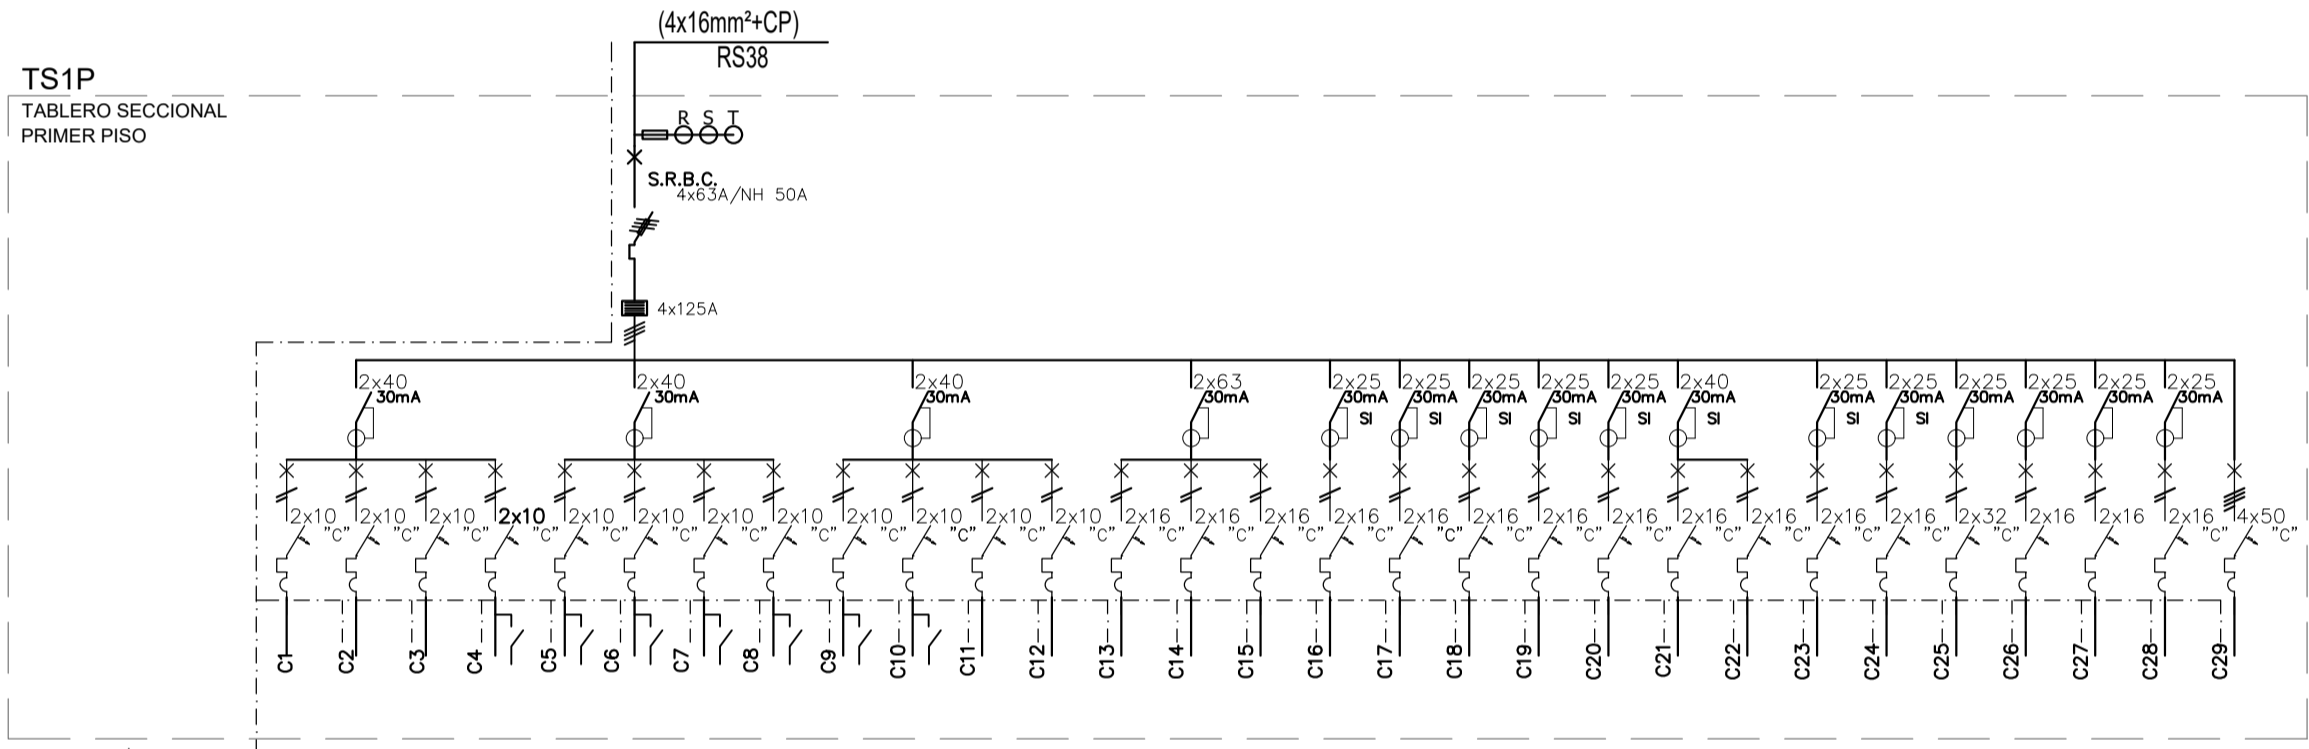 (4x16mm²+CP)
RS38
TS1P
TABLERO SECCIONAL
PRIMER PISO
R S T
S.R.B.C.
4x63A/NH 50A
4x125A
2x40 2x40 2x40 2x63 2x25 2x25 2x25 2x25 2x25 2x40 2x25 2x25 2x25 2x25 2x25 2x25
30mA 30mA 30mA 30mA 30mA 30mA 30mA 30mA 30mA 30mA 30mA 30mA 30mA 30mA 30mA 30mA
SI SI SI SI SI SI SI SI
2x10 2x10 2x10 2x10 2x10 2x10 2x10 2x10 2x10 2x10 2x10 2x10 2x16 2x16 2x16 2x16 2x16 2x16 2x16 2x16 2x16 2x16 2x16 2x16 2x32 2x16 2x16 2x16 4x50
"C" "C" "C" "C" "C" "C" "C" "C" "C" "C" "C" "C" "C" "C" "C" "C" "C" "C" "C" "C" "C" "C" "C" "C" "C" "C" "C"
C1 C2 C3 C4 C5 C6 C7 C8 C9 C10 C11 C12 C13 C14 C15 C16 C17 C18 C19 C20 C21 C22 C23 C24 C25 C26 C27 C28 C29